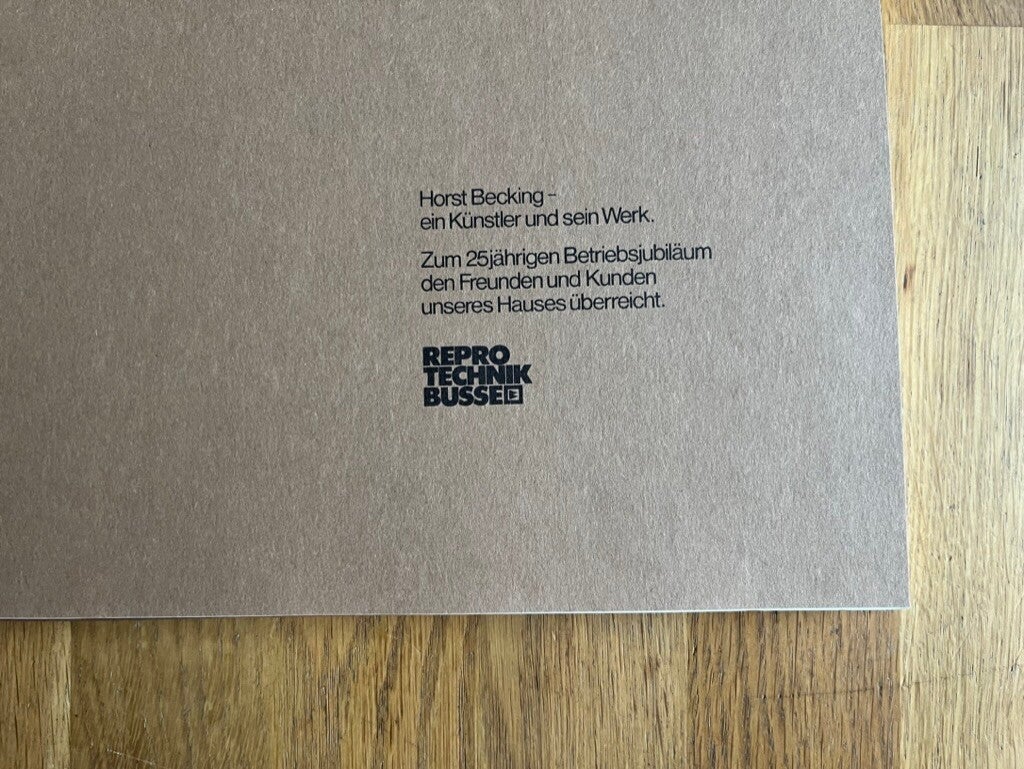 Horst Becking –
ein Künstler und sein Werk.
Zum 25jährigen Betriebsjubiläum
den Freunden und Kunden
unseres Hauses überreicht.
REPRO
TECHNIK
BUSSE E